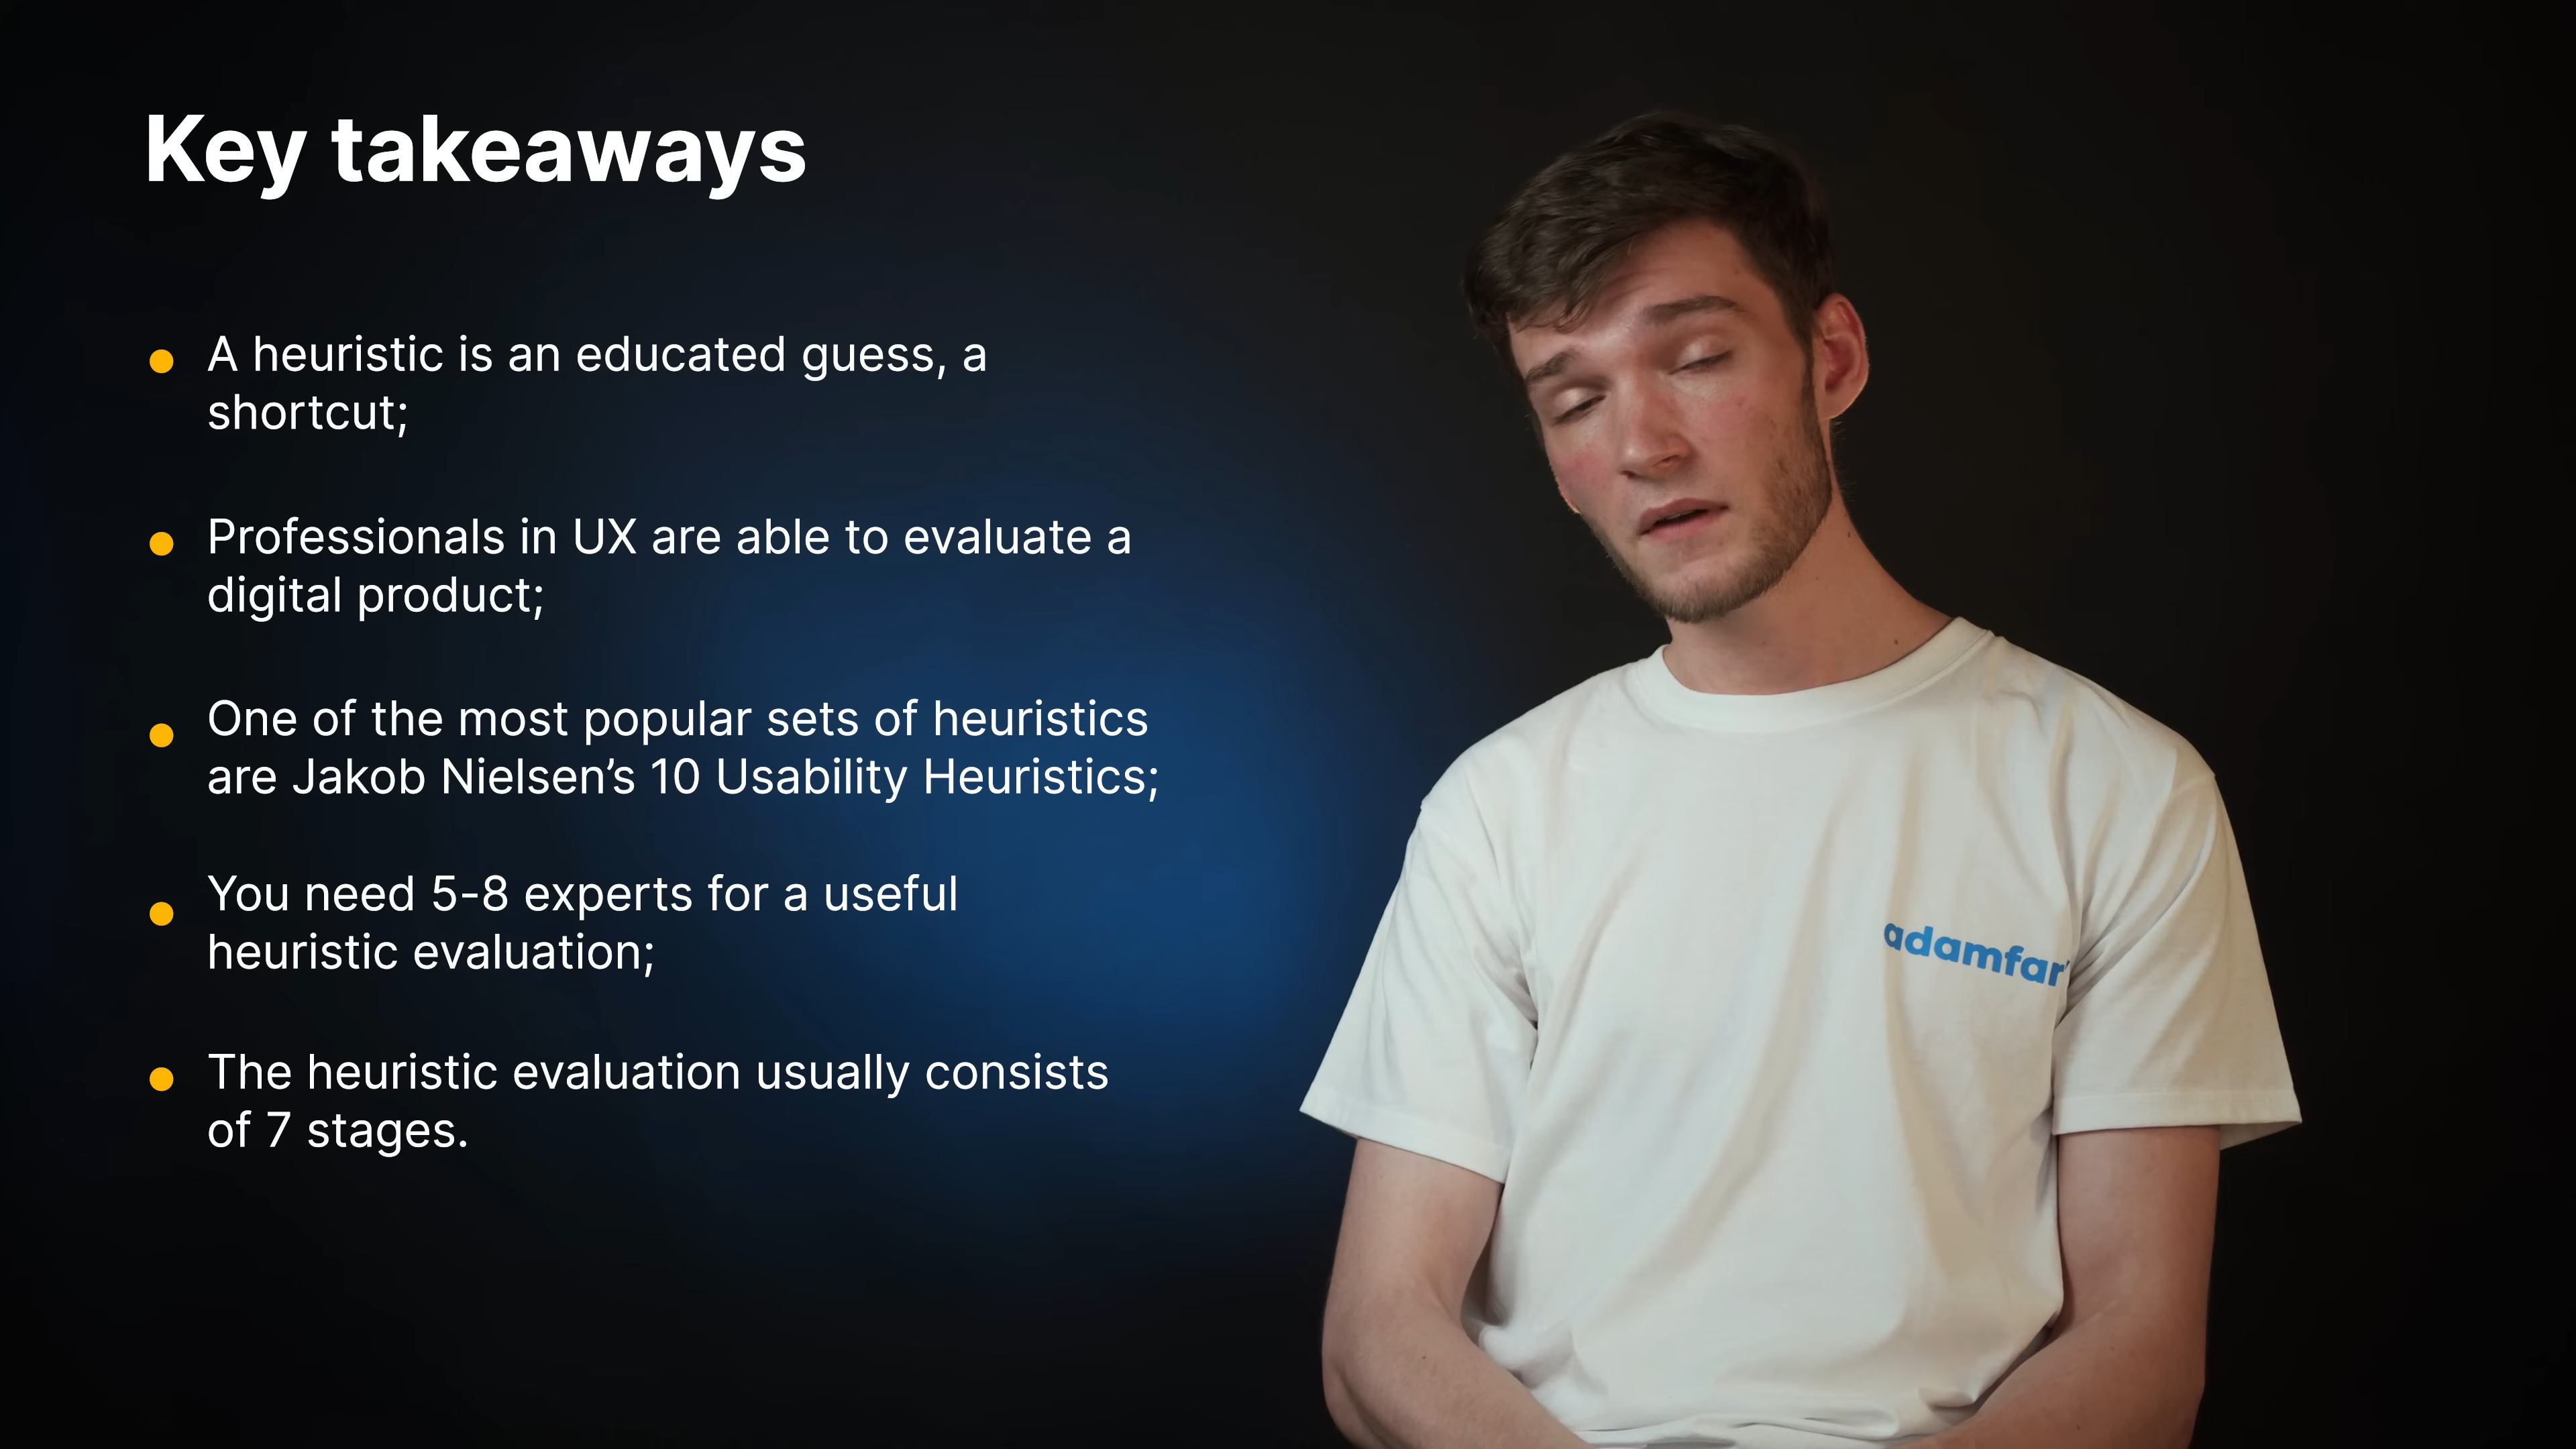 Key takeaways
A heuristic is an educated guess, a
shortcut;
Professionals in UX are able to evaluate a
digital product;
One of the most popular sets of heuristics
are Jakob Nielsen’s 10 Usability Heuristics;
You need 5-8 experts for a useful
heuristic evaluation;
The heuristic evaluation usually consists
of 7 stages.
adamfar